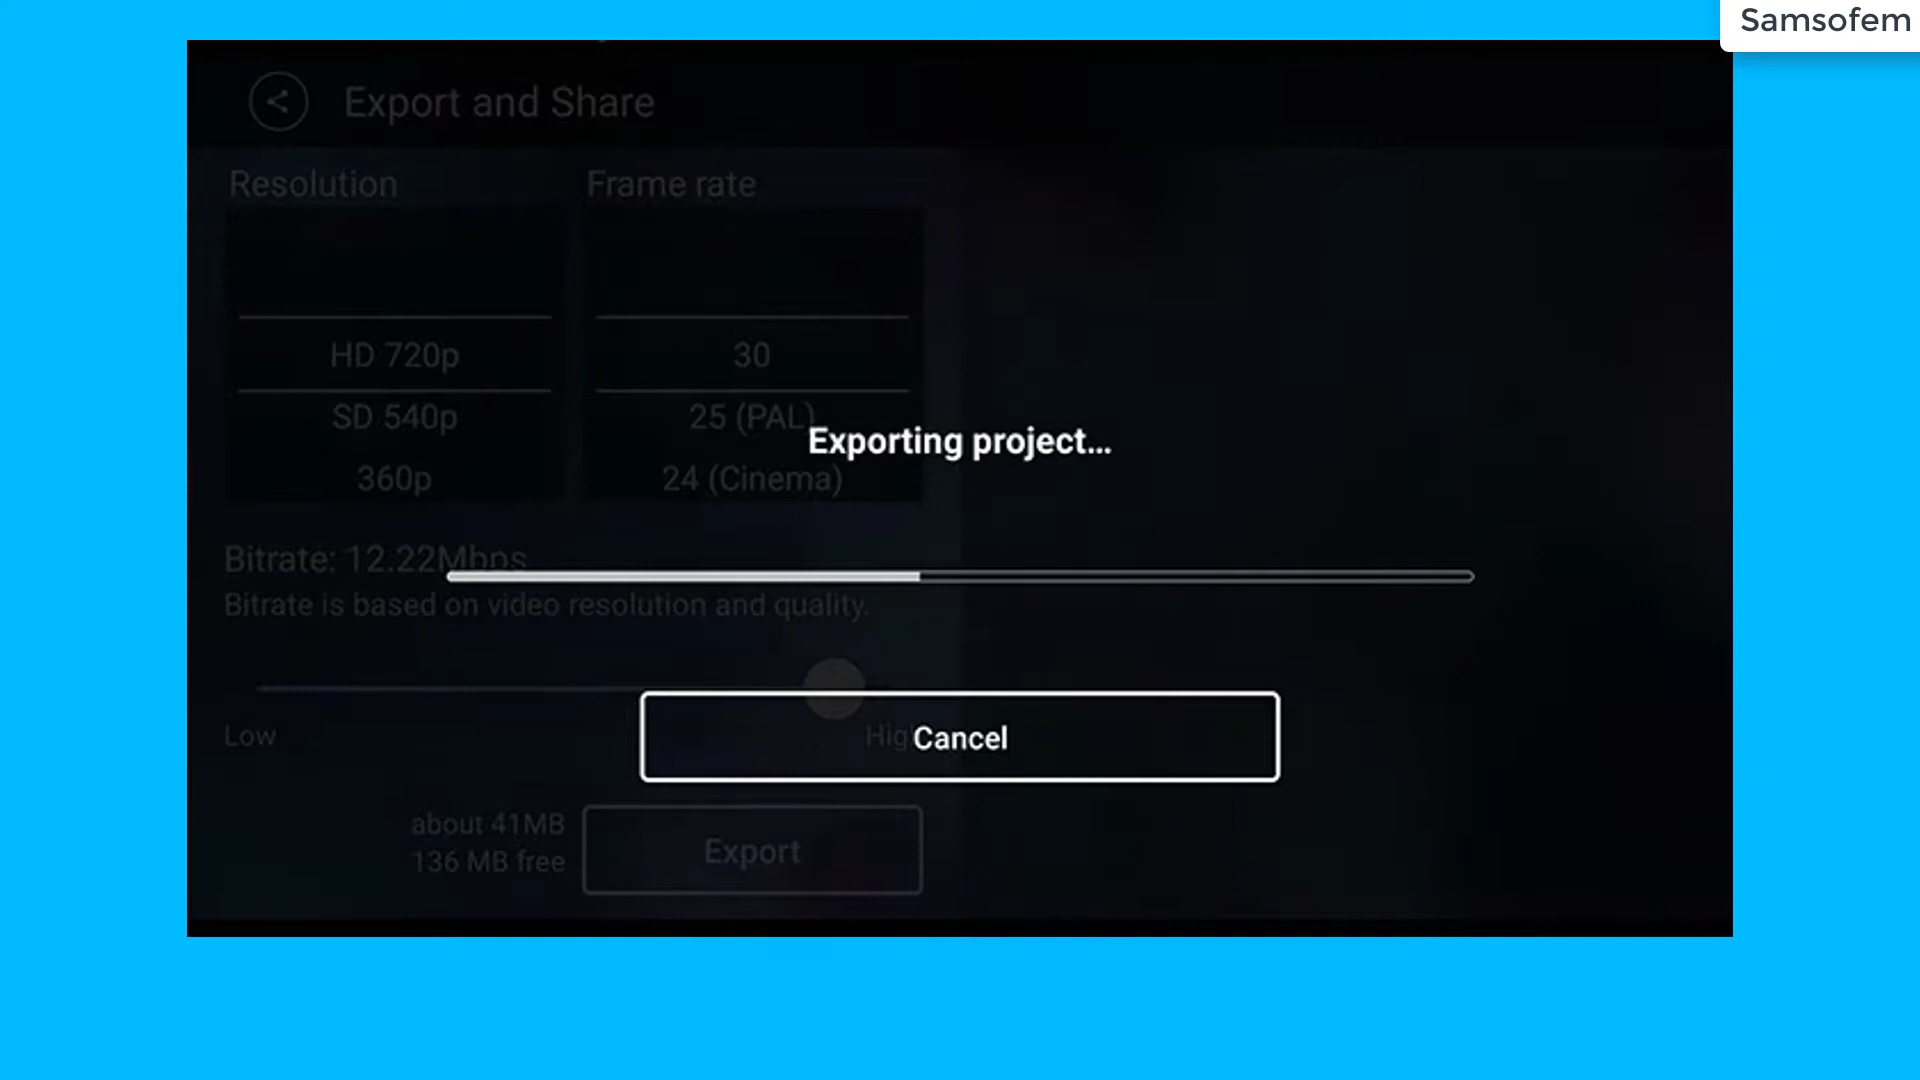 Samsofem
Export and Share
Resolution
Frame rate
HD 720p
30
SD 540p
25 (PAL)
Exporting project...
360p
24 (Cinema)
Bitrate: 12.22Mbps
Bitrate is based on video resolution and quality.
Low
Hig
Cancel
about 41MB
136 MB free
Export